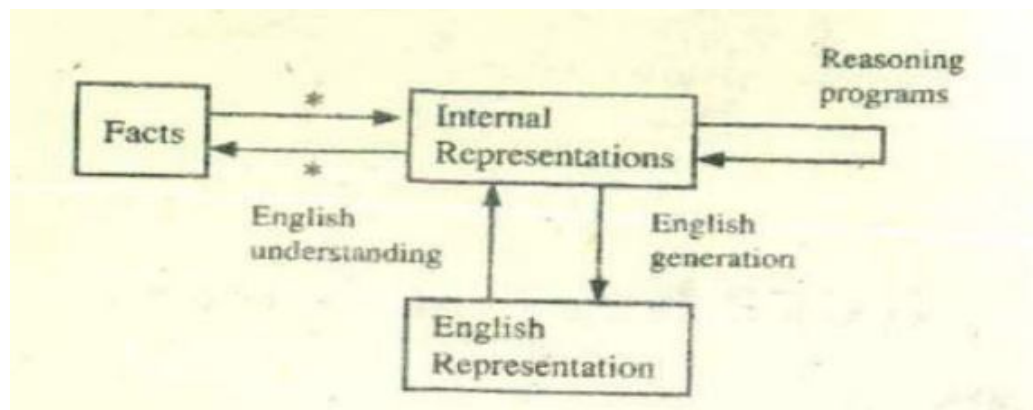 Reasoning
programs
*
Facts
Internal
Representations
*
English
understanding
English
generation
English
Representation